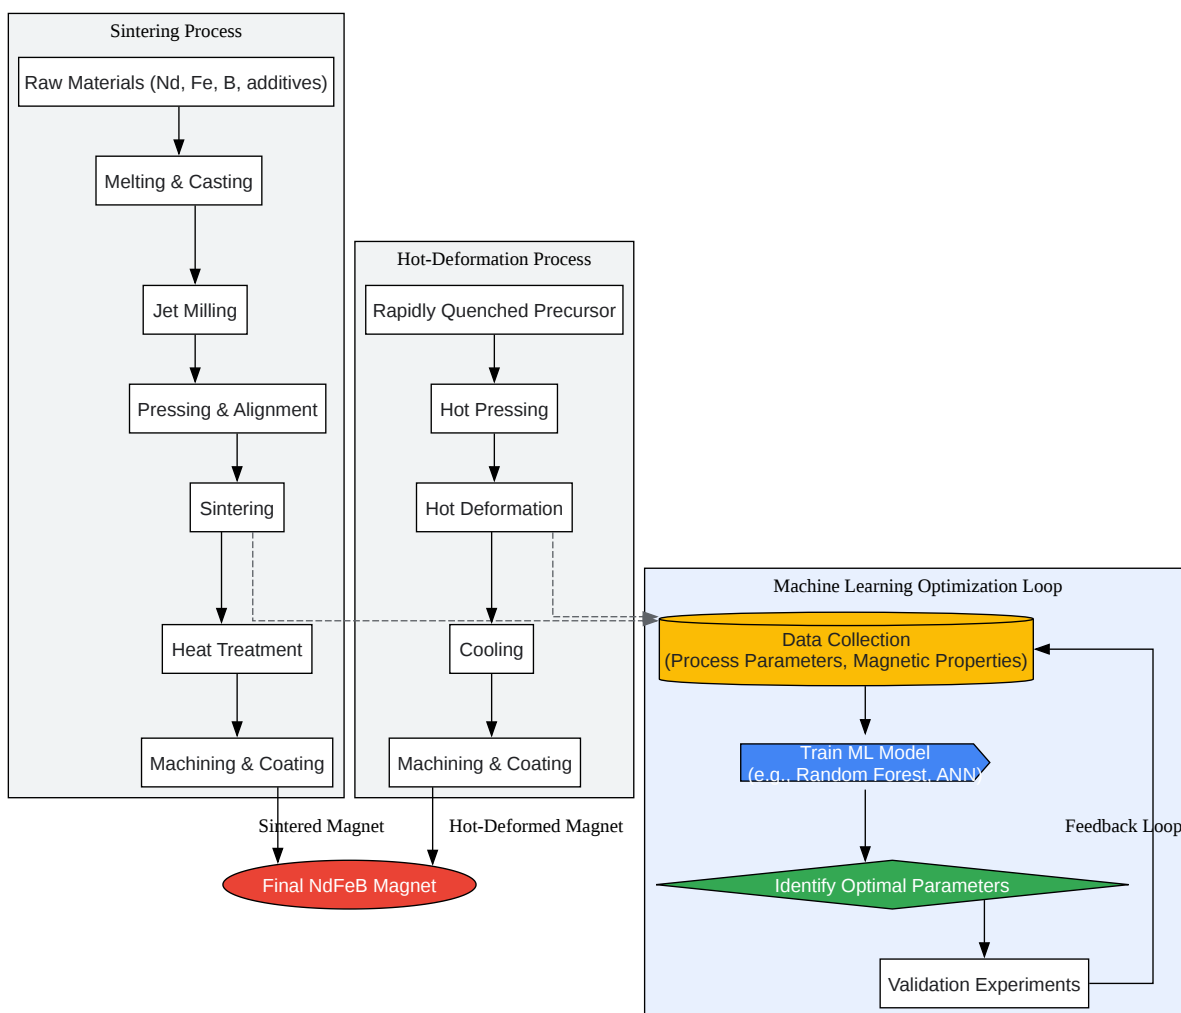 Sintering Process
Raw Materials (Nd, Fe, B, additives)
Melting & Casting
Jet Milling
Pressing & Alignment
Sintering
Heat Treatment
Machining & Coating
Sintered Magnet
Hot-Deformation Process
Rapidly Quenched Precursor
Hot Pressing
Hot Deformation
Cooling
Machining & Coating
Hot-Deformed Magnet
Final NdFeB Magnet
Machine Learning Optimization Loop
Data Collection
(Process Parameters, Magnetic Properties)
Train ML Model
(e.g., Random Forest, ANN)
Feedback Loop
Identify Optimal Parameters
Validation Experiments